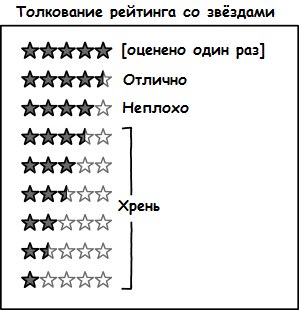 Толкование рейтинга со звёздами
[оценено один раз]
Отлично
Неплохо
Хрень